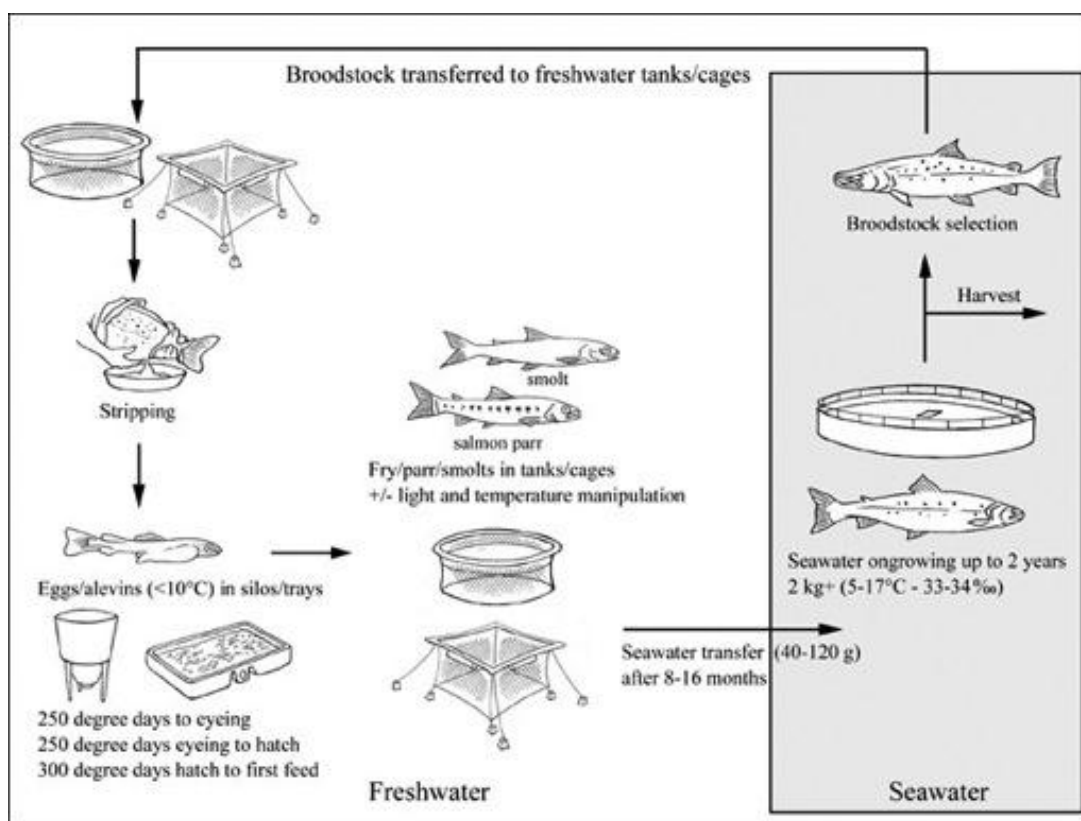 Broodstock transferred to freshwater tanks/cages
Broodstock selection
Harvest
Stripping
smolt
salmon parr
Fry/parr/smolts in tanks/cages
+/- light and temperature manipulation
Eggs/alevins (<10°C) in silos/trays
250 degree days to eyeing
250 degree days eyeing to hatch
300 degree days hatch to first feed
Seawater ongrowing up to 2 years
2 kg+ (5-17°C - 33-34‰)
Seawater transfer (40-120 g)
after 8-16 months
Freshwater
Seawater